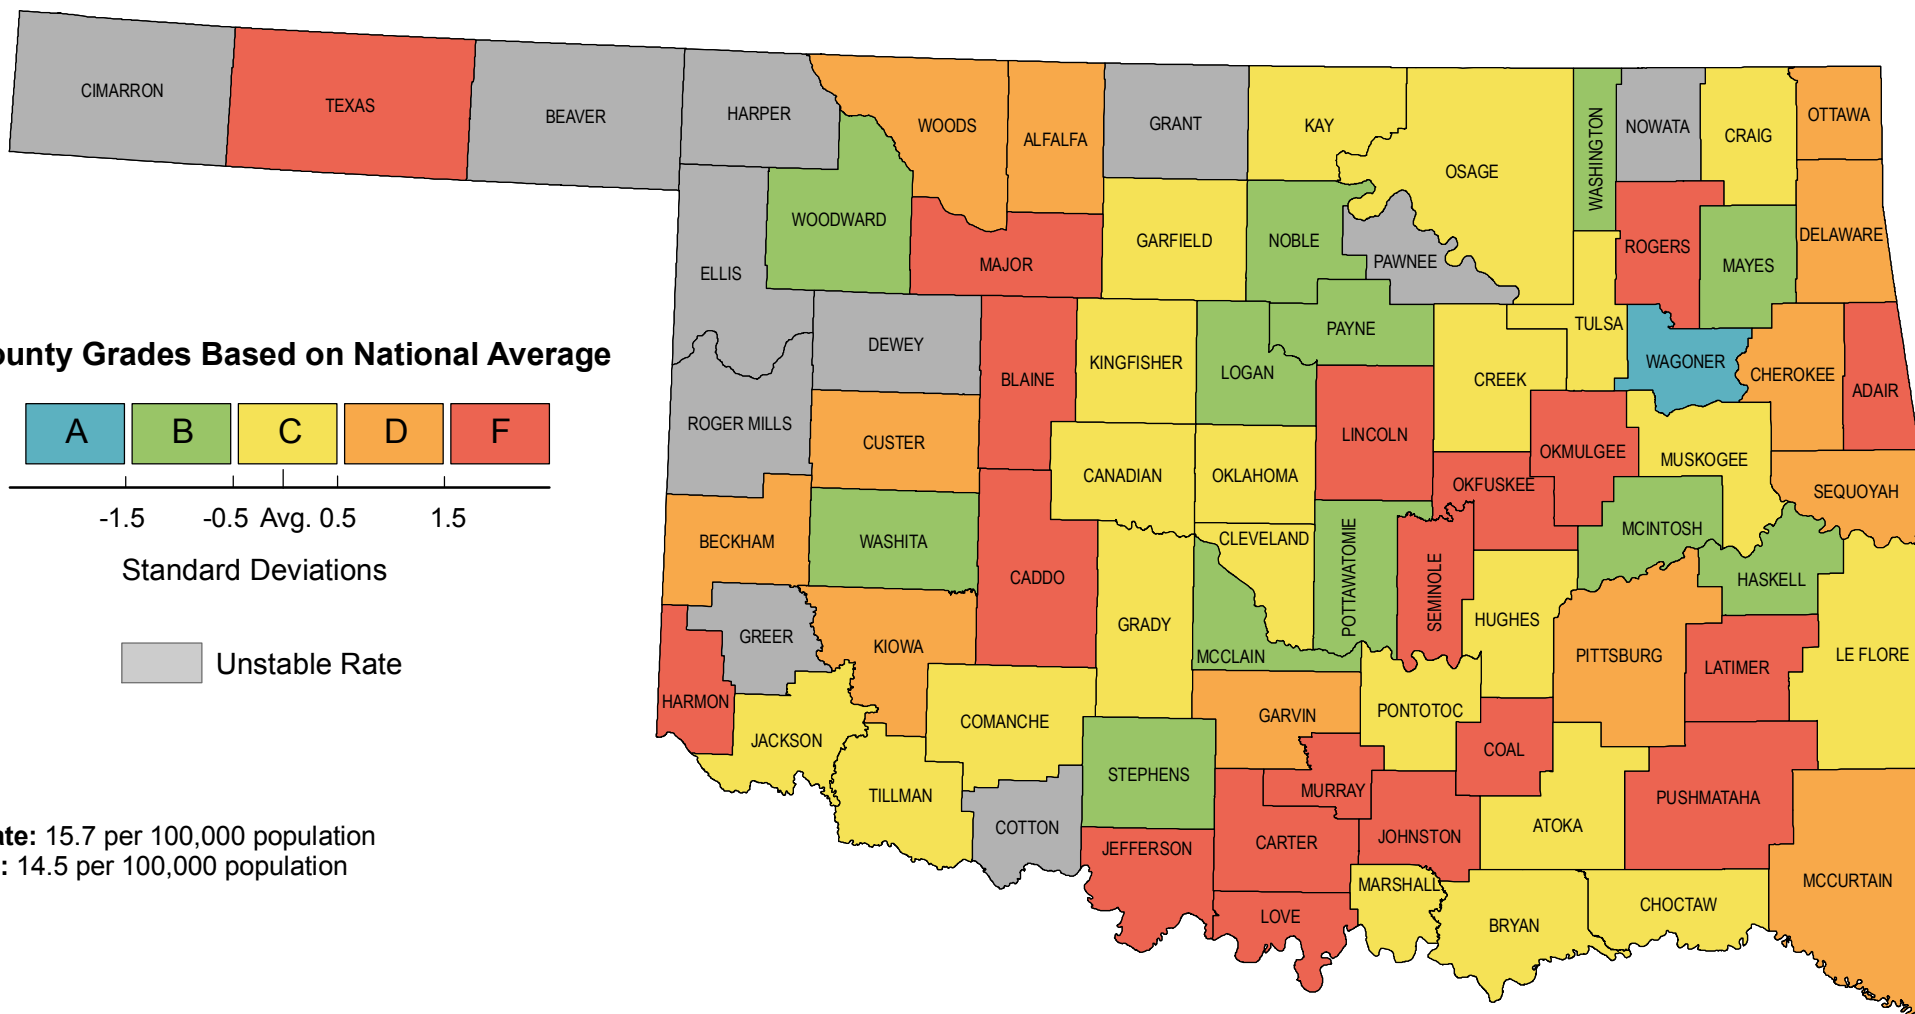 CIMARRON
TEXAS
BEAVER
HARPER
WOODS
ALFALFA
GRANT
KAY
OSAGE
WASHINGTON
NOWATA
CRAIG
OTTAWA
ELLIS
WOODWARD
MAJOR
GARFIELD
NOBLE
PAWNEE
ROGERS
MAYES
DELAWARE
DEWEY
BLAINE
KINGFISHER
LOGAN
PAYNE
CREEK
TULSA
WAGONER
CHEROKEE
ADAIR
ounty Grades Based on National Average
A B C D F
-1.5 -0.5 Avg. 0.5 1.5
Standard Deviations
Unstable Rate
ROGER MILLS
CUSTER
CANADIAN
OKLAHOMA
LINCOLN
OKFUSKEE
OKMULGEE
MUSKOGEE
SEQUOYAH
BECKHAM
WASHITA
CADDO
GRADY
CLEVELAND
MCCLAIN
POTTAWATOMIE
SEMINOLE
HUGHES
MCINTOSH
HASKELL
PITTSBURG
LATIMER
LE FLORE
HARMON
GREER
KIOWA
JACKSON
COMANCHE
TILLMAN
COTTON
STEPHENS
GARVIN
PONTOTOC
COAL
MURRAY
JEFFERSON
CARTER
JOHNSTON
ATOKA
PUSHMATAHA
LOVE
MARSHALL
BRYAN
CHOCTAW
MCCURTAIN
ate: 15.7 per 100,000 population
: 14.5 per 100,000 population